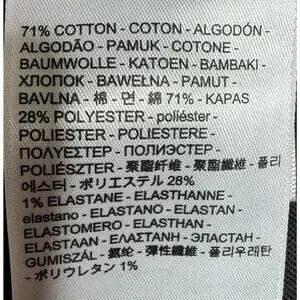 71% COTTON - COTON - ALGODÓN -
ALGODÃO - PAMUK - COTONE -
BAUMWOLLE - KATOEN - BAMBAKI -
ХЛОПОК - BAWEŁNA - PAMUT -
BAVLNA - 棉 - 면 - 綿 71% - KAPAS
28% POLYESTER - poliéster -
POLIESTER - POLIESTERE -
ΠΟΛΥΕΣΤΕΡ - ПОЛИЭСТЕР -
POLIÉSZTER - 聚酯纤维 - 聚酯纖維 - 폴리
에스터 - ポリエステル 28%
1% ELASTANE - ELASTHANNE -
elastano - ELASTANO - ELASTAN -
ELASTOMERO - ELASTHAN -
ELASTAAN - ΕΛΑΣΤΑΝΗ - ЭЛАСТАН -
GUMISZÁL - 氨纶 - 彈性纖維 - 폴리우레탄
- ポリウレタン 1%